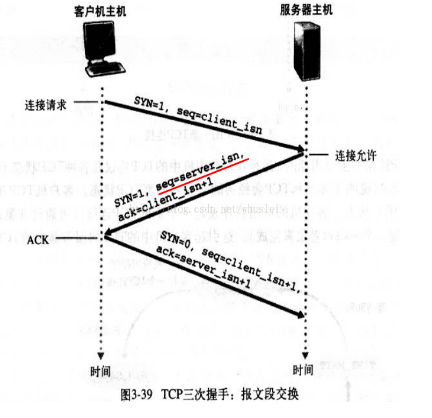 客户机主机
服务器主机
连接请求
SYN=1, seq=client_isn
连接允许
SYN=1, seq=server_isn,
ack=client_isn+1
ACK
SYN=0, seq=client_isn+1,
ack=server_isn+1
时间
时间
图3-39 TCP三次握手：报文段交换